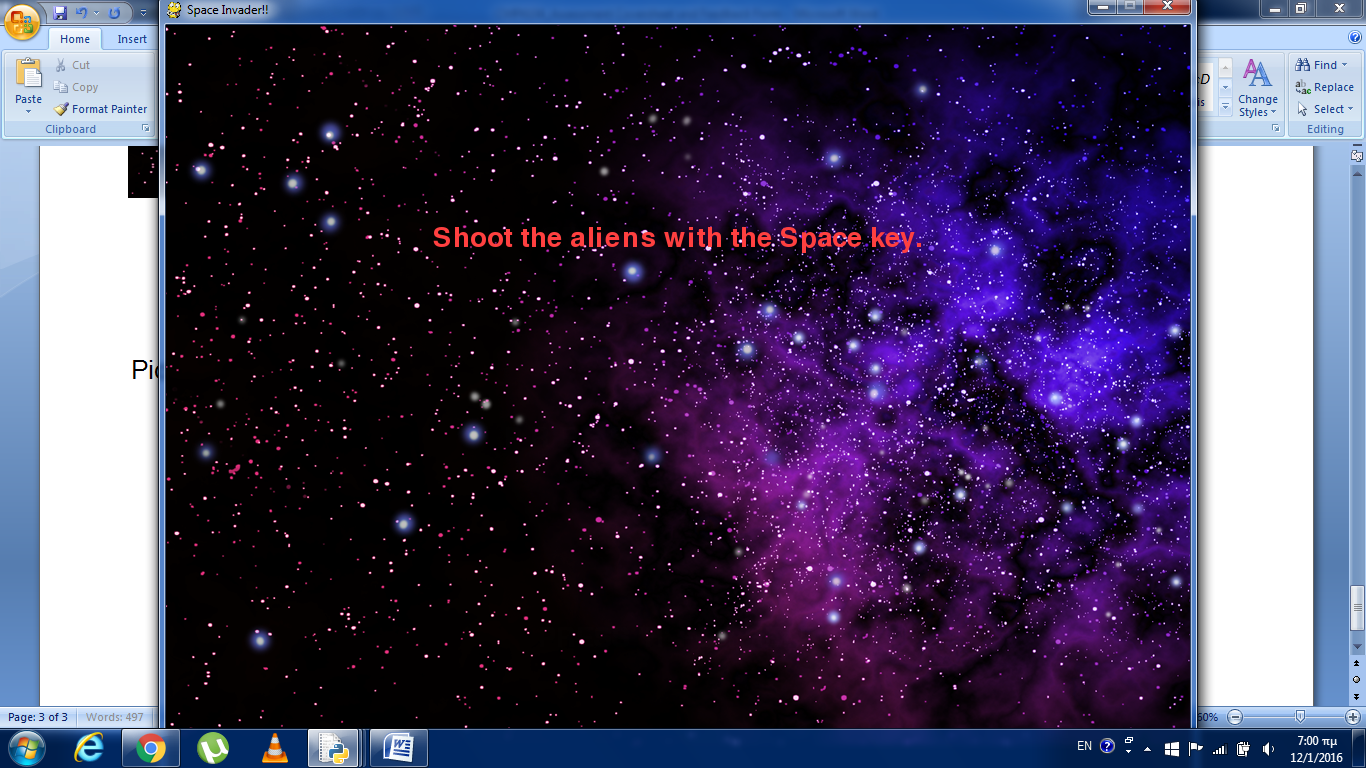 Space Invader!!
Home Insert
Paste
Cut
Copy
Format Painter
Clipboard
Change Styles
Find
Replace
Select
Editing
Shoot the aliens with the Space key.
Page: 3 of 3 Words: 497
EN
7:00 πμ
12/1/2016